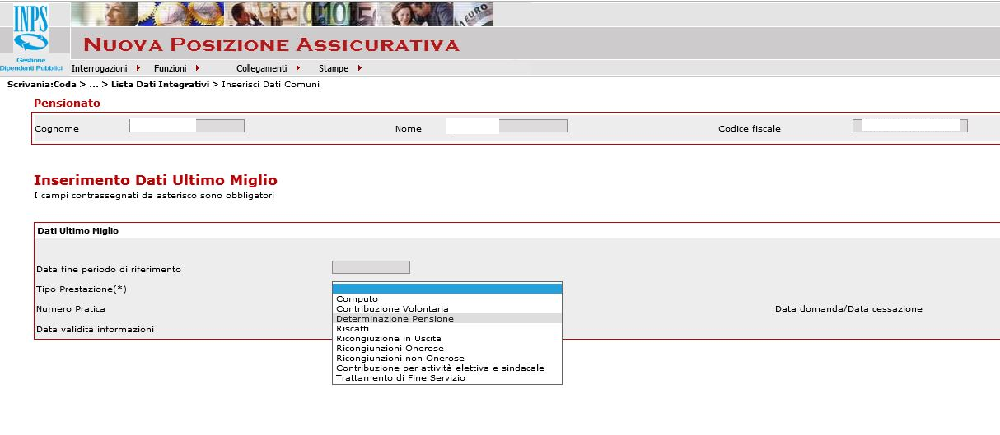 INPS
Gestione
Dipendenti Pubblici
NUOVA POSIZIONE ASSICURATIVA
Interrogazioni Funzioni Collegamenti Stampe
Scrivania:Coda > ... > Lista Dati Integrativi > Inserisci Dati Comuni
Pensionato
Cognome Nome Codice fiscale
Inserimento Dati Ultimo Miglio
I campi contrassegnati da asterisco sono obbligatori
Dati Ultimo Miglio
Data fine periodo di riferimento
Tipo Prestazione(*)
Numero Pratica
Data domanda/Data cessazione
Data validità informazioni
Computo
Contribuzione Volontaria
Determinazione Pensione
Riscatti
Ricongiuzione in Uscita
Ricongiunzioni Onerose
Ricongiunzioni non Onerose
Contribuzione per attività elettiva e sindacale
Trattamento di Fine Servizio